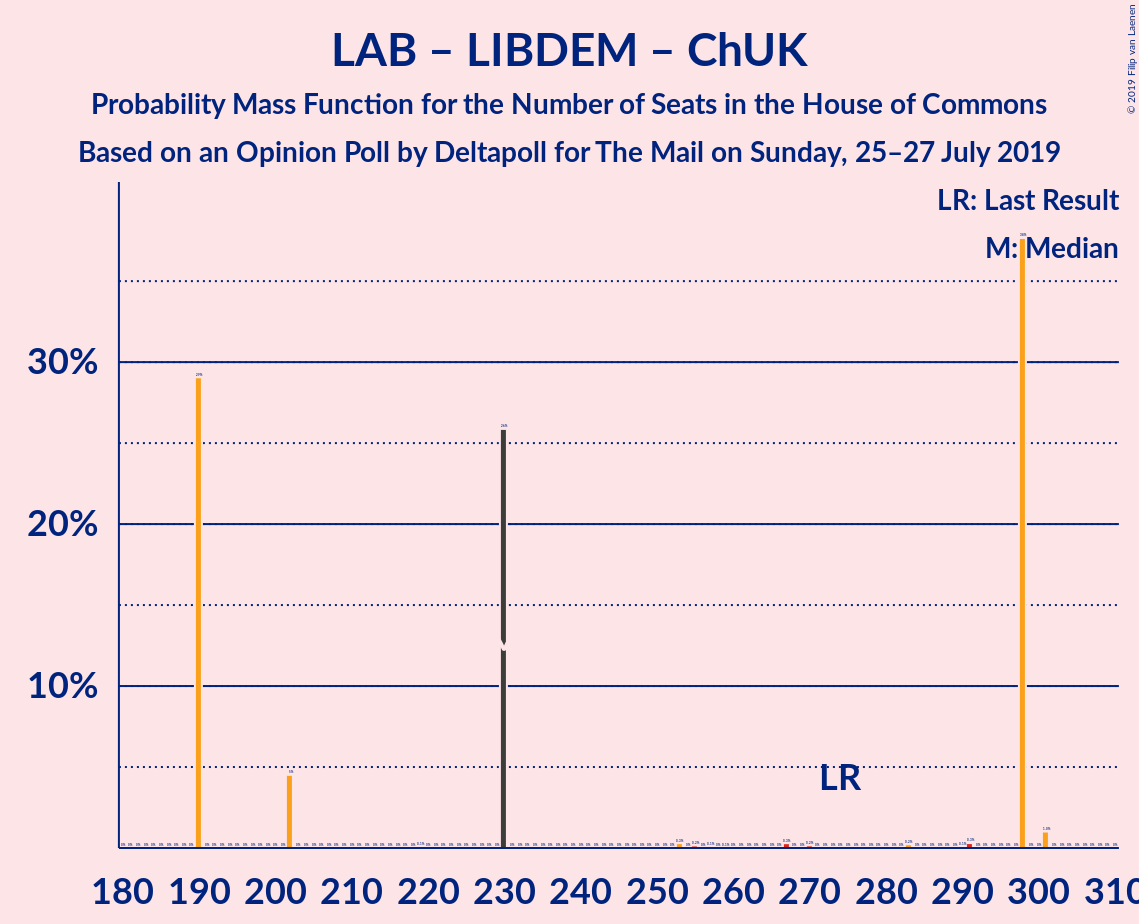 LAB – LIBDEM – ChUK
Probability Mass Function for the Number of Seats in the House of Commons
Based on an Opinion Poll by Deltapoll for The Mail on Sunday, 25–27 July 2019
© 2019 Filip van Laenen
LR: Last Result
M: Median
30%
20%
10%
LR
180 190 200 210 220 230 240 250 260 270 280 290 300 310